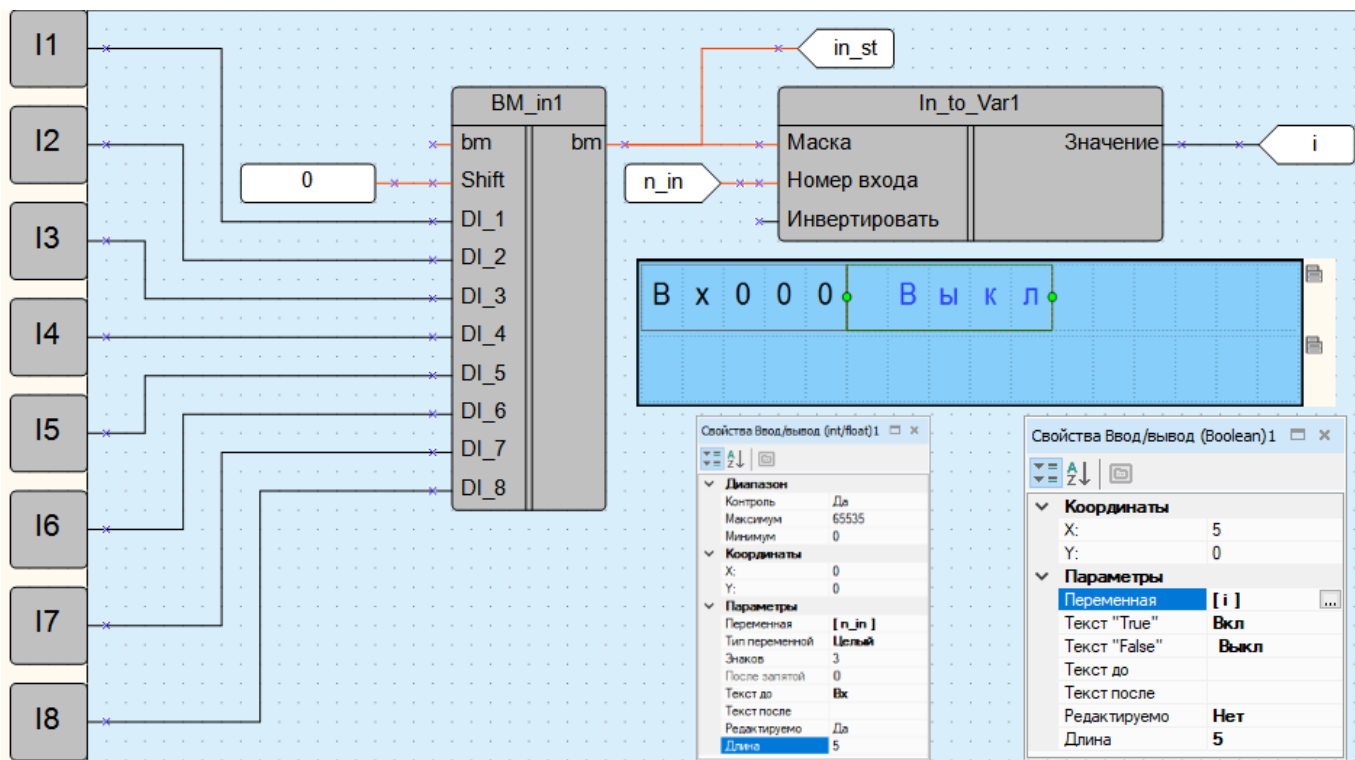 I1
I2
I3
I4
I5
I6
I7
I8
0
BM_in1
bm bm
Shift
DI_1
DI_2
DI_3
DI_4
DI_5
DI_6
DI_7
DI_8
in_st
n_in
In_to_Var1
Маска Значение
Номер входа
Инвертировать
i
Вх000 Выкл
Свойства Ввод/вывод (int/float)1
Диапазон
Контроль Да
Максимум 65535
Минимум 0
Координаты
X: 0
Y: 0
Параметры
Переменная [ n_in ]
Тип переменной Целый
Знаков 3
После запятой 0
Текст до Вх
Текст после
Редактируемо Да
Длина 5
Свойства Ввод/вывод (Boolean)1
Координаты
X: 5
Y: 0
Параметры
Переменная [ i ] ...
Текст "True" Вкл
Текст "False" Выкл
Текст до
Текст после
Редактируемо Нет
Длина 5